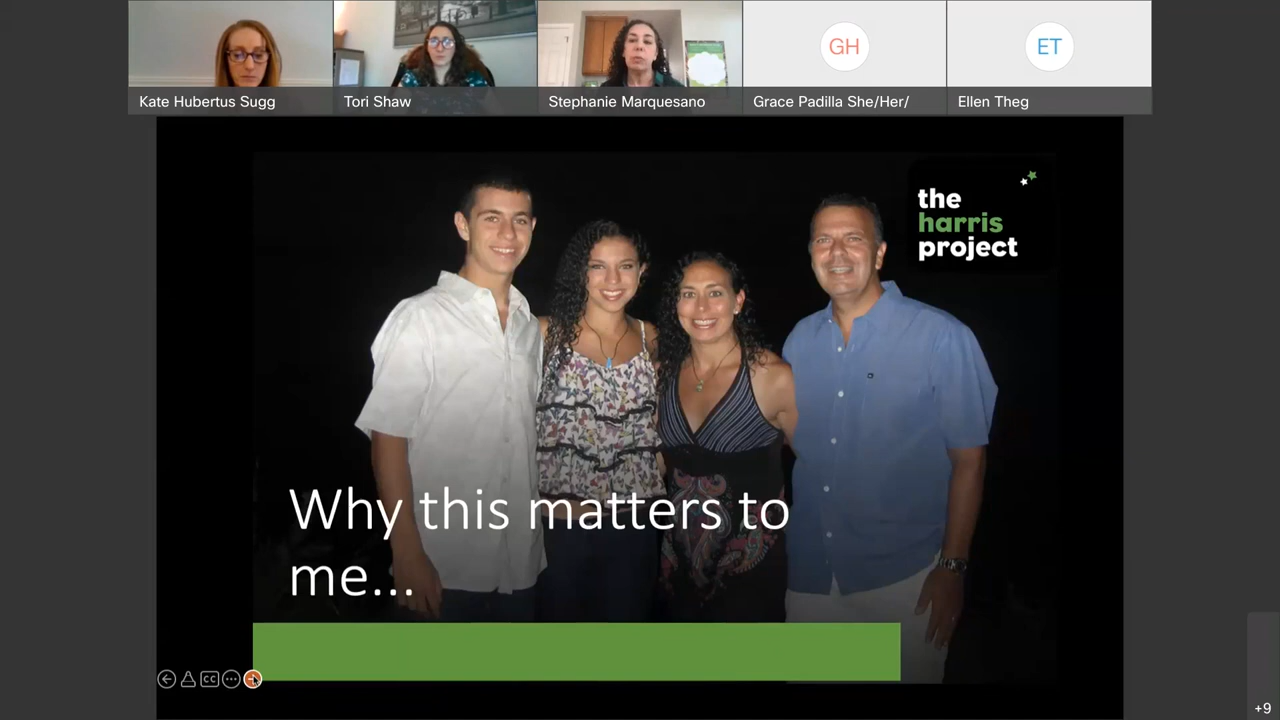 GH
ET
Kate Hubertus Sugg
Tori Shaw
Stephanie Marquesano
Grace Padilla She/Her/
Ellen Theg
the
harris
project
Why this matters to
me...
CC
+9